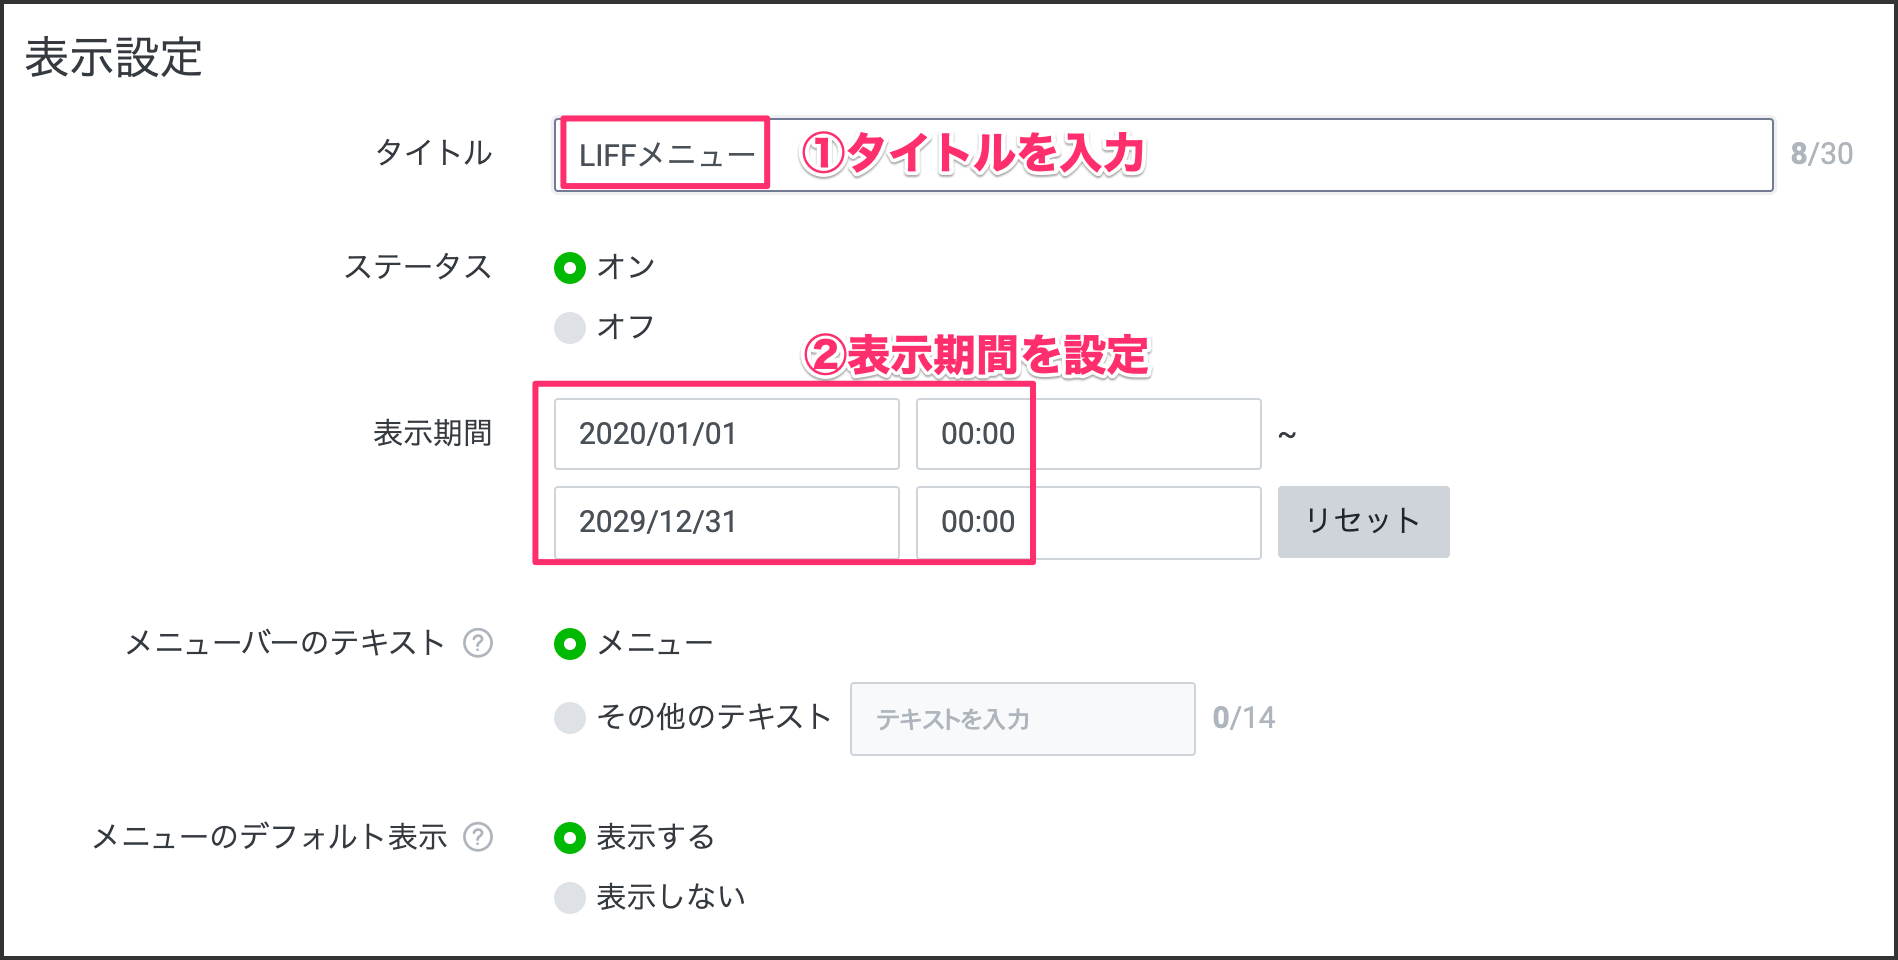 表示設定
タイトル LIFFメニュー ①タイトルを入力 8/30
ステータス オン
オフ
②表示期間を設定
表示期間 2020/01/01 00:00 ~
2029/12/31 00:00 リセット
メニューバーのテキスト ? メニュー
その他のテキスト テキストを入力 0/14
メニューのデフォルト表示 ? 表示する
表示しない